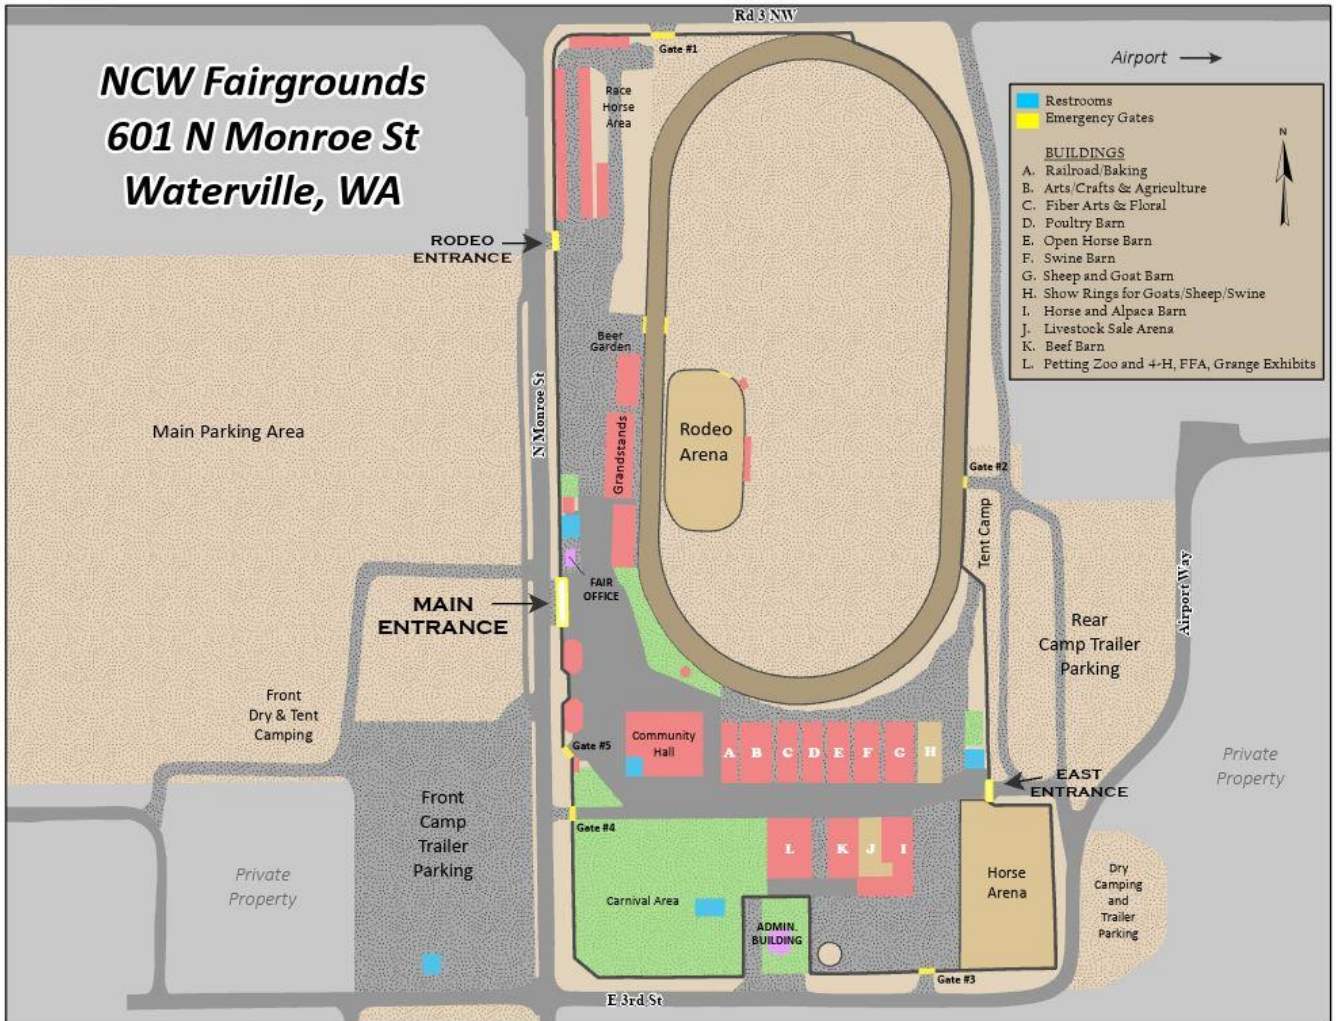 Rd 3 NW
NCW Fairgrounds
601 N Monroe St
Waterville, WA
Gate #1
Airport
Restrooms
Emergency Gates
N
BUILDINGS
A. Railroad/Baking
B. Arts/Crafts & Agriculture
C. Fiber Arts & Floral
D. Poultry Barn
E. Open Horse Barn
F. Swine Barn
G. Sheep and Goat Barn
H. Show Rings for Goats/Sheep/Swine
I. Horse and Alpaca Barn
J. Livestock Sale Arena
K. Beef Barn
L. Petting Zoo and 4-H, FFA, Grange Exhibits
Race
Horse
Area
RODEO
ENTRANCE
Beer
Garden
N Monroe St
Main Parking Area
Grandstands
Rodeo
Arena
Gate #2
Tent Camp
Airport Way
FAIR
OFFICE
MAIN
ENTRANCE
Rear
Camp Trailer
Parking
Front
Dry & Tent
Camping
Gate #5
Community
Hall
A B C D E F G H
EAST
ENTRANCE
Private
Property
Front
Camp
Trailer
Parking
Gate #4
L K J I
Private
Property
Carnival Area
Horse
Arena
Dry
Camping
and
Trailer
Parking
ADMIN.
BUILDING
Gate #3
E 3rd St